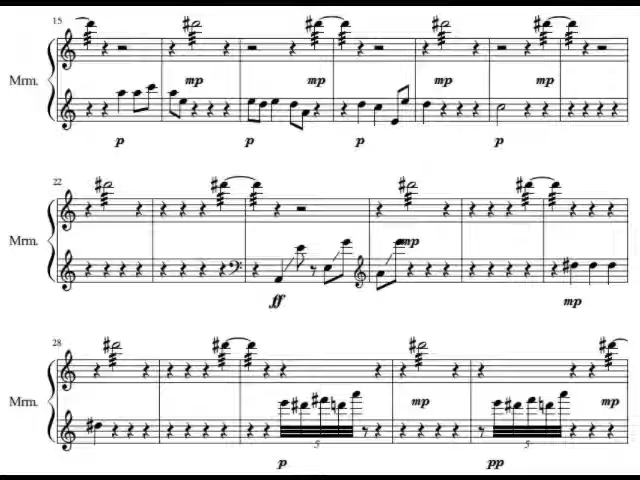 15
Mrm.
mp mp mp mp
p p p p
22
Mrm.
mp
ff mp
28
Mrm.
mp mp
5 5
p pp